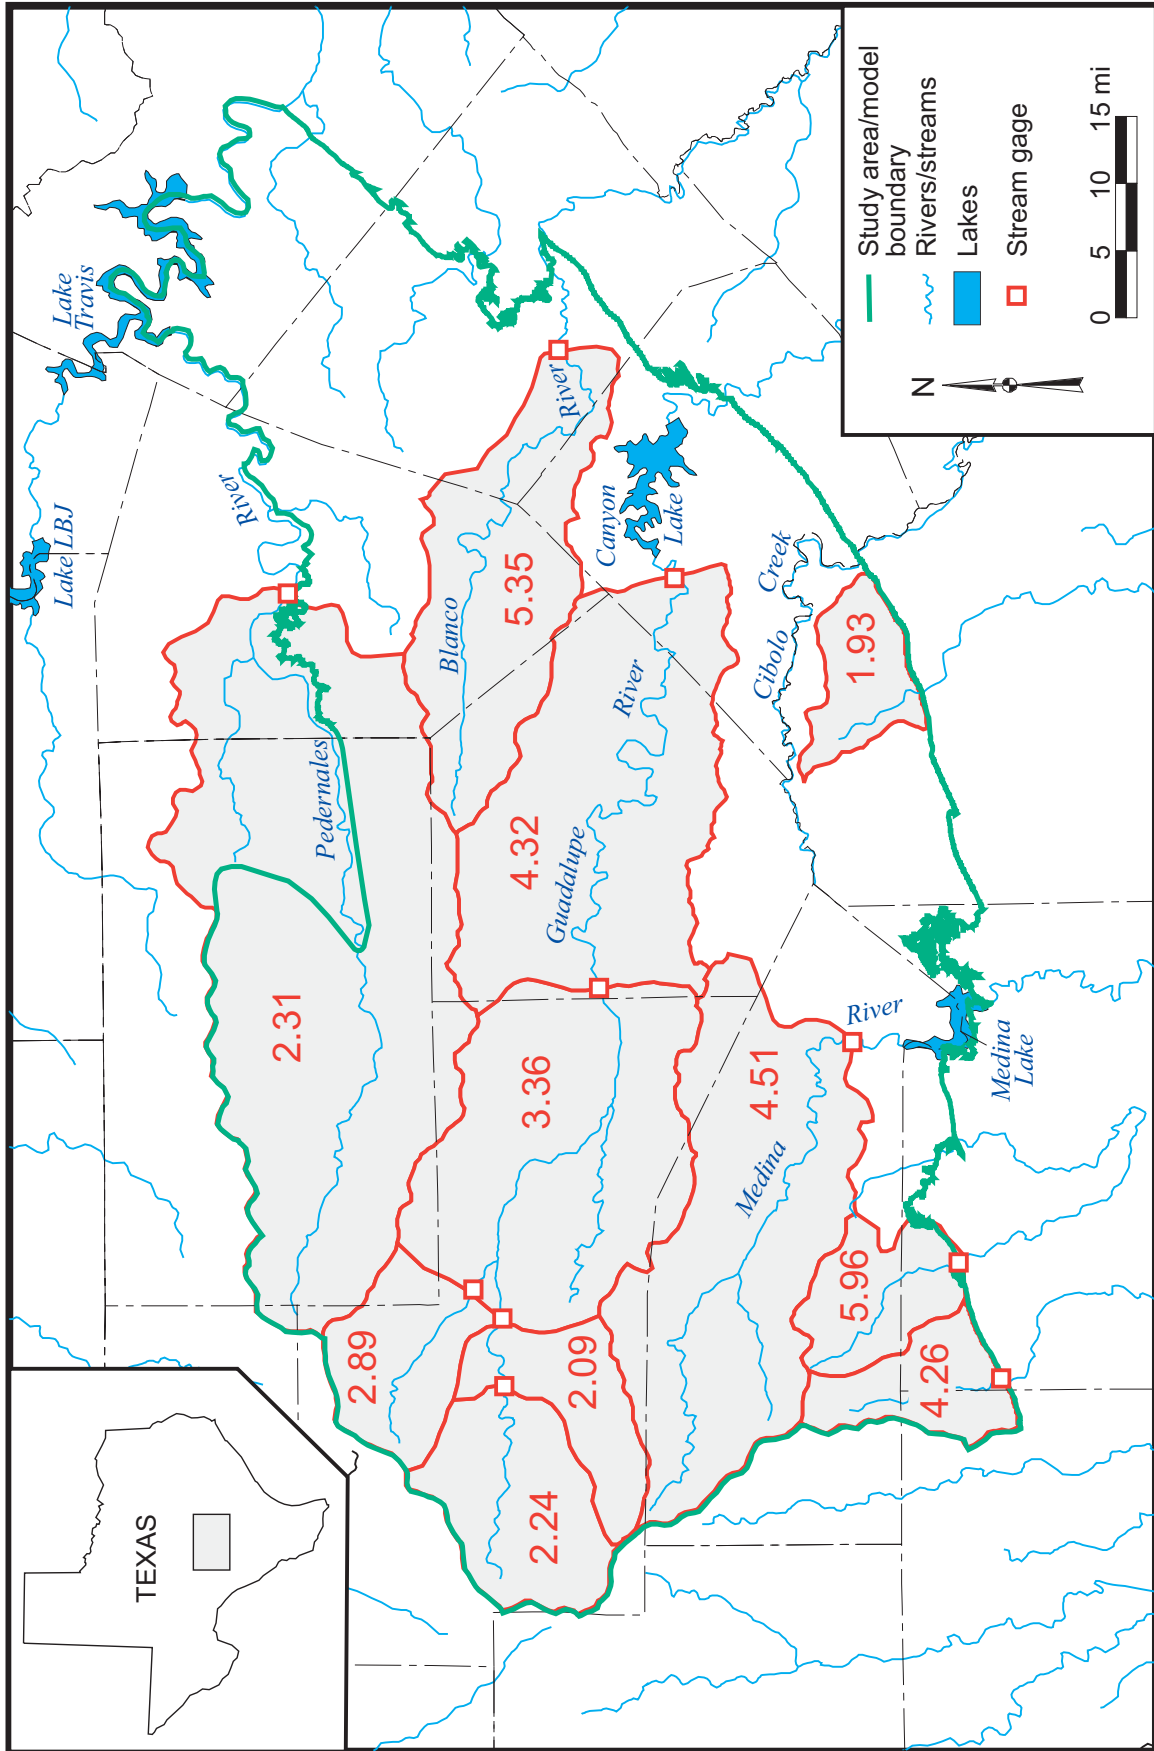 TEXAS
Lake LBJ
Lake
Travis
River
Pedernales
2.31
2.89
2.24
2.09
3.36
4.32
Guadalupe
River
Blanco
River
5.35
Canyon
Lake
Cibolo
Creek
1.93
4.51
Medina
River
5.96
4.26
Medina
Lake
Study area/model
boundary
Rivers/streams
Lakes
Stream gage
N
0 5 10 15 mi